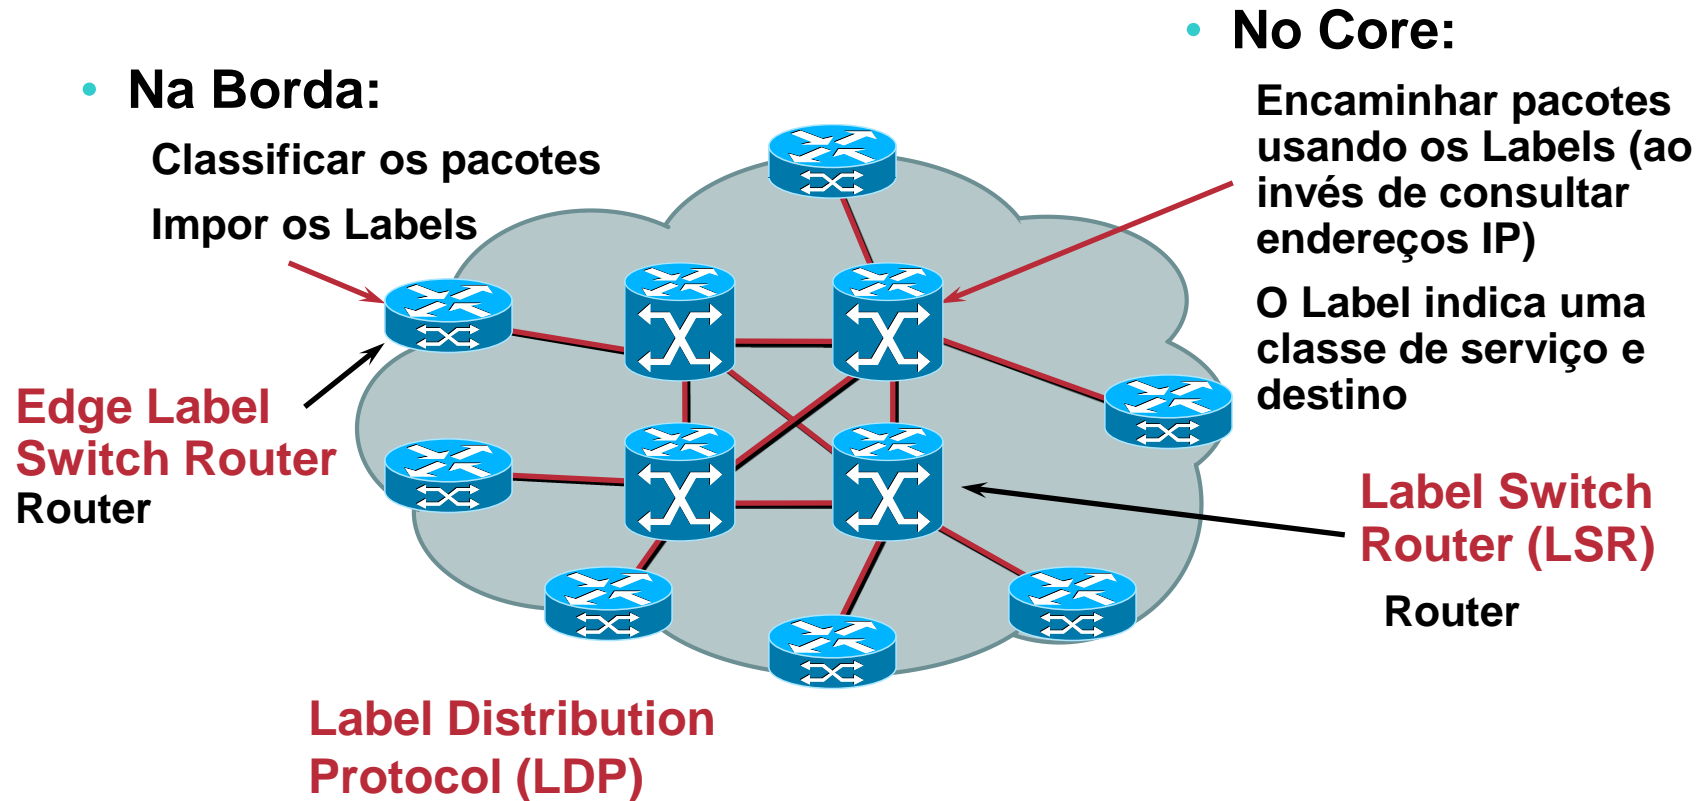 • Na Borda:
Classificar os pacotes
Impor os Labels
• No Core:
Encaminhar pacotes
usando os Labels (ao
invés de consultar
endereços IP)
O Label indica uma
classe de serviço e
destino
Edge Label
Switch Router
Router
Label Switch
Router (LSR)
Router
Label Distribution
Protocol (LDP)